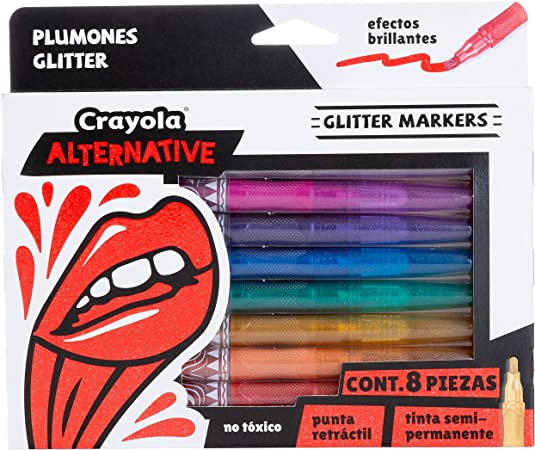 PLUMONES
GLITTER
efectos
brillantes
Crayola
ALTERNATIVE
GLITTER MARKERS
CONT. 8 PIEZAS
no tóxico
punta
retráctil
tinta semi-
permanente